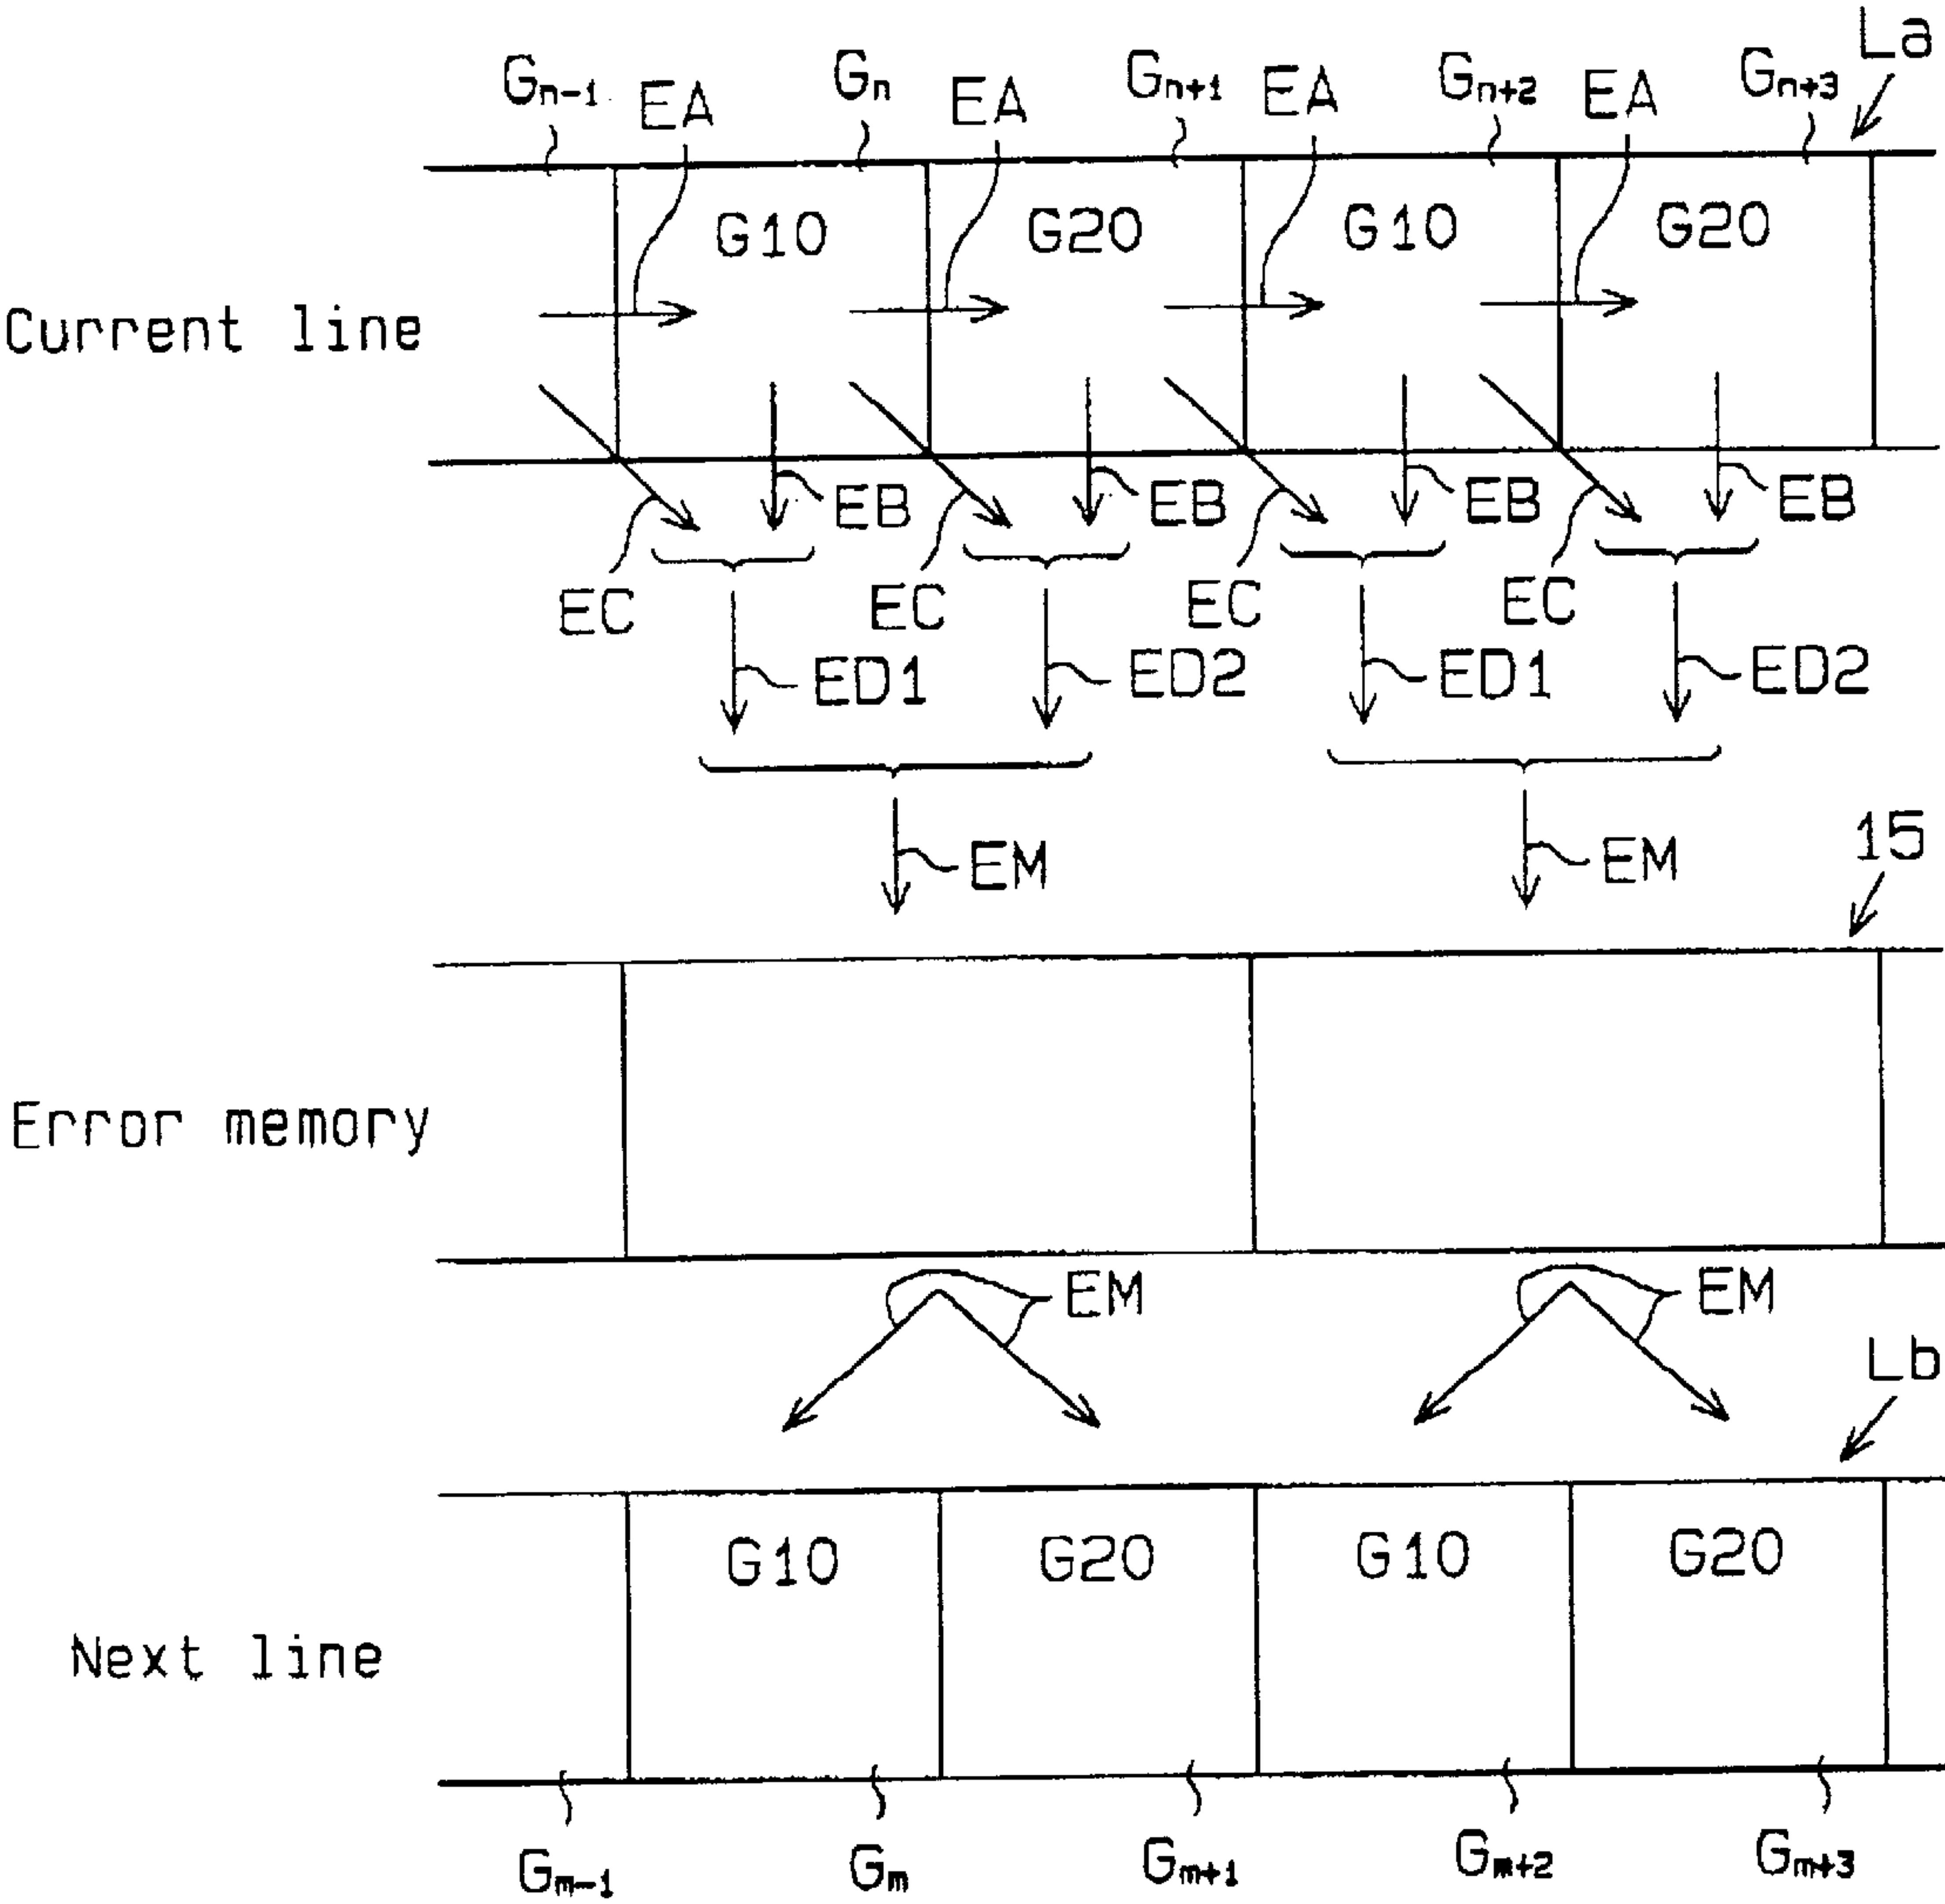 La
Gn-1 EA Gn EA Gn+1 EA Gn+2 EA Gn+3
G10 G20 G10 G20
Current line
EB EB EB EB
EC EC EC EC
ED1 ED2 ED1 ED2
EM EM
15
Error memory
EM EM
Lb
G10 G20 G10 G20
Next line
Gm-1 Gm Gm+1 Gm+2 Gm+3